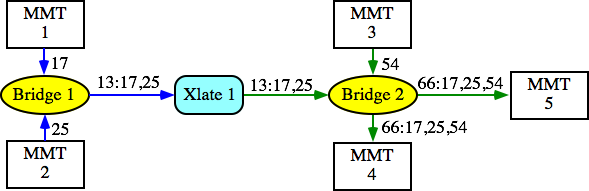 MMT
1
MMT
3
17
54
Bridge 1
13:17,25
Xlate 1
13:17,25
Bridge 2
66:17,25,54
MMT
5
25
66:17,25,54
MMT
2
MMT
4